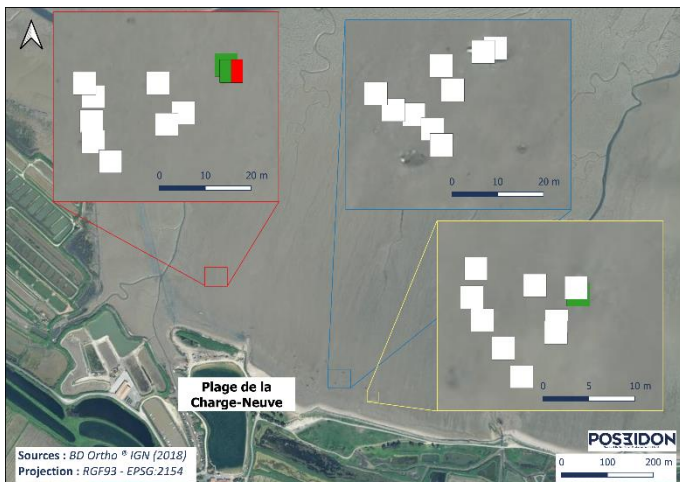 0 10 20 m
0 10 20 m
0 5 10 m
Plage de la
Charge-Neuve
Sources : BD Ortho ® IGN (2018)
Projection : RGF93 - EPSG:2154
POSEIDON
0 100 200 m